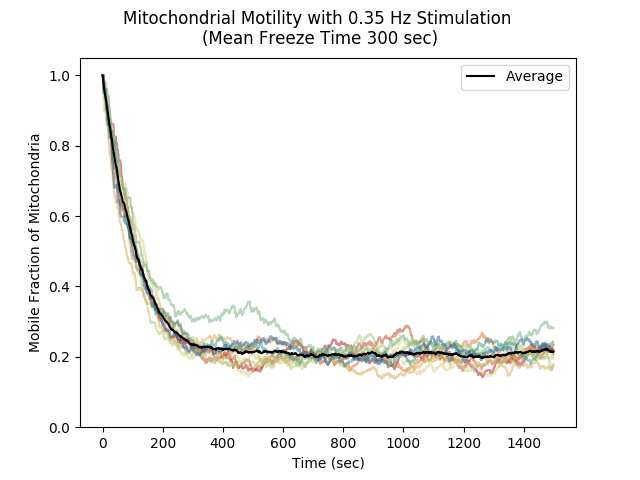 Mitochondrial Motility with 0.35 Hz Stimulation
(Mean Freeze Time 300 sec)
Average
Mobile Fraction of Mitochondria
1.0
0.8
0.6
0.4
0.2
0.0
0
200
400
600
800
1000
1200
1400
Time (sec)